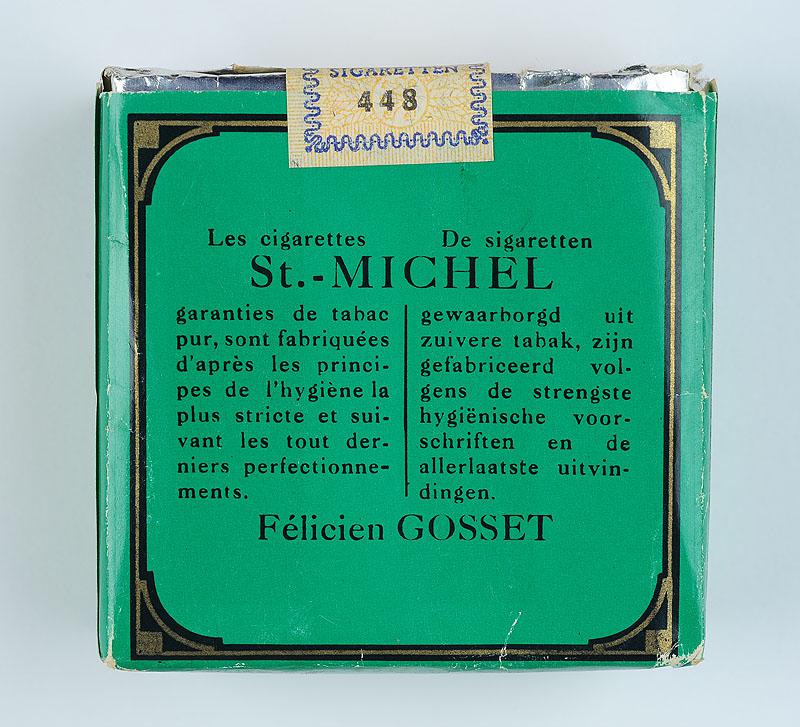 SIGARETTEN
448
Les cigarettes De sigaretten
St.-MICHEL
garanties de tabac
pur, sont fabriquées
d'après les princi-
pes de l'hygiène la
plus stricte et sui-
vant les tout der-
niers perfectionne-
ments.
gewaarborgd uit
zuivere tabak, zijn
gefabriceerd vol-
gens de strengste
hygiënische voor-
schriften en de
allerlaatste uitvin-
dingen.
Félicien GOSSET